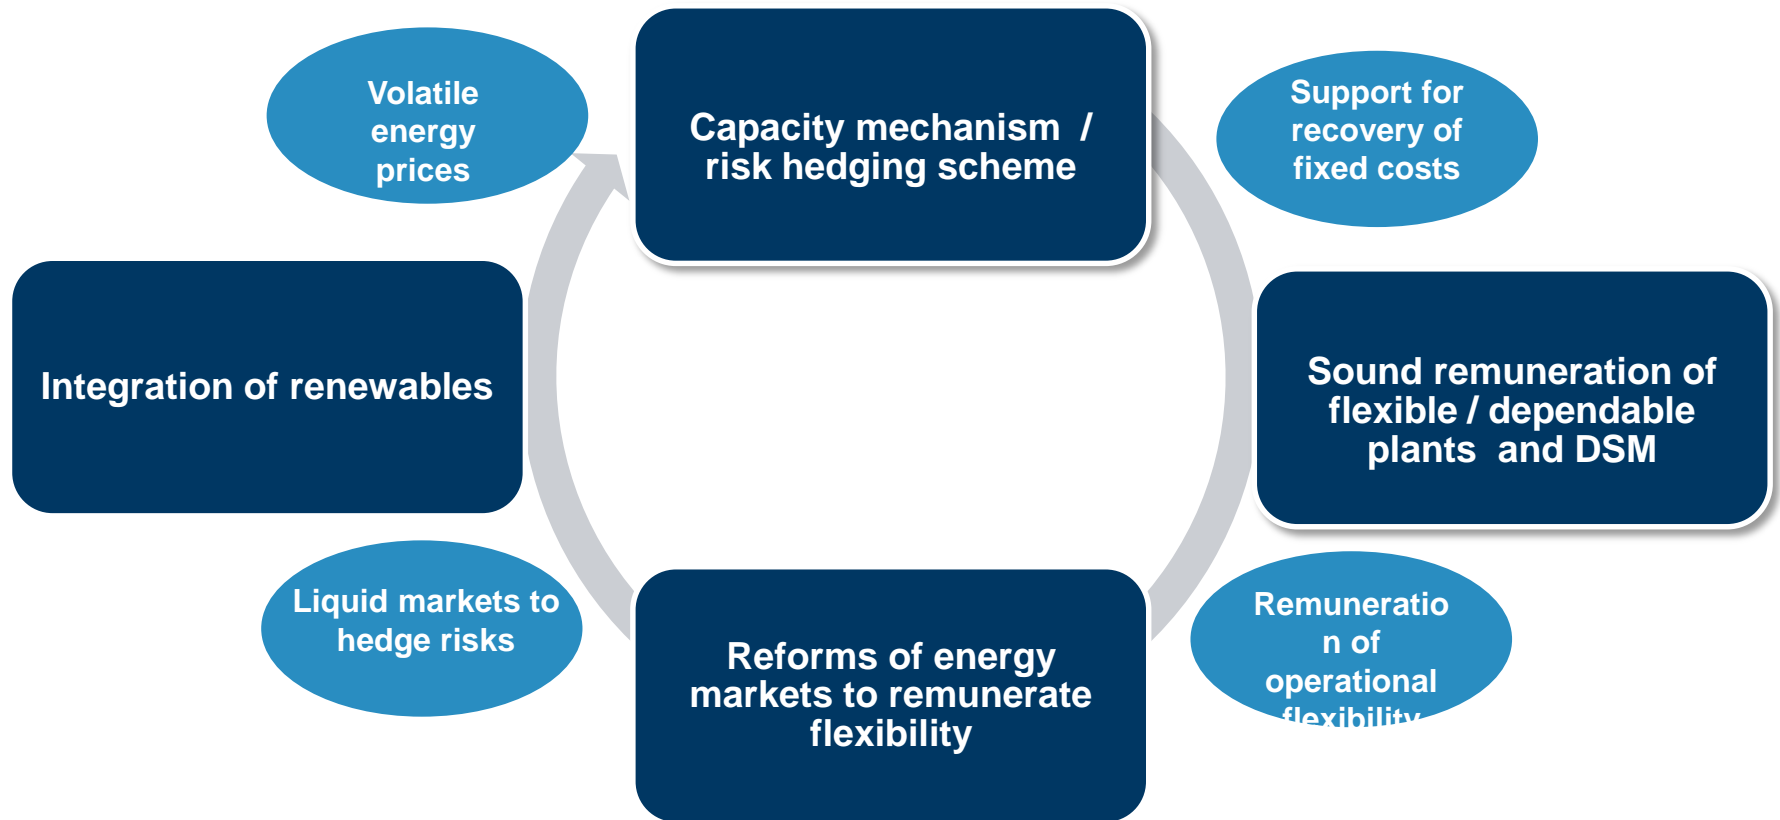 Volatile
energy
prices
Capacity mechanism / 
risk hedging scheme
Support for
recovery of
fixed costs
Integration of renewables
Sound remuneration of
flexible / dependable
plants and DSM
Liquid markets to
hedge risks
Reforms of energy
markets to remunerate
flexibility
Remuneratio
n of
operational
flexibility